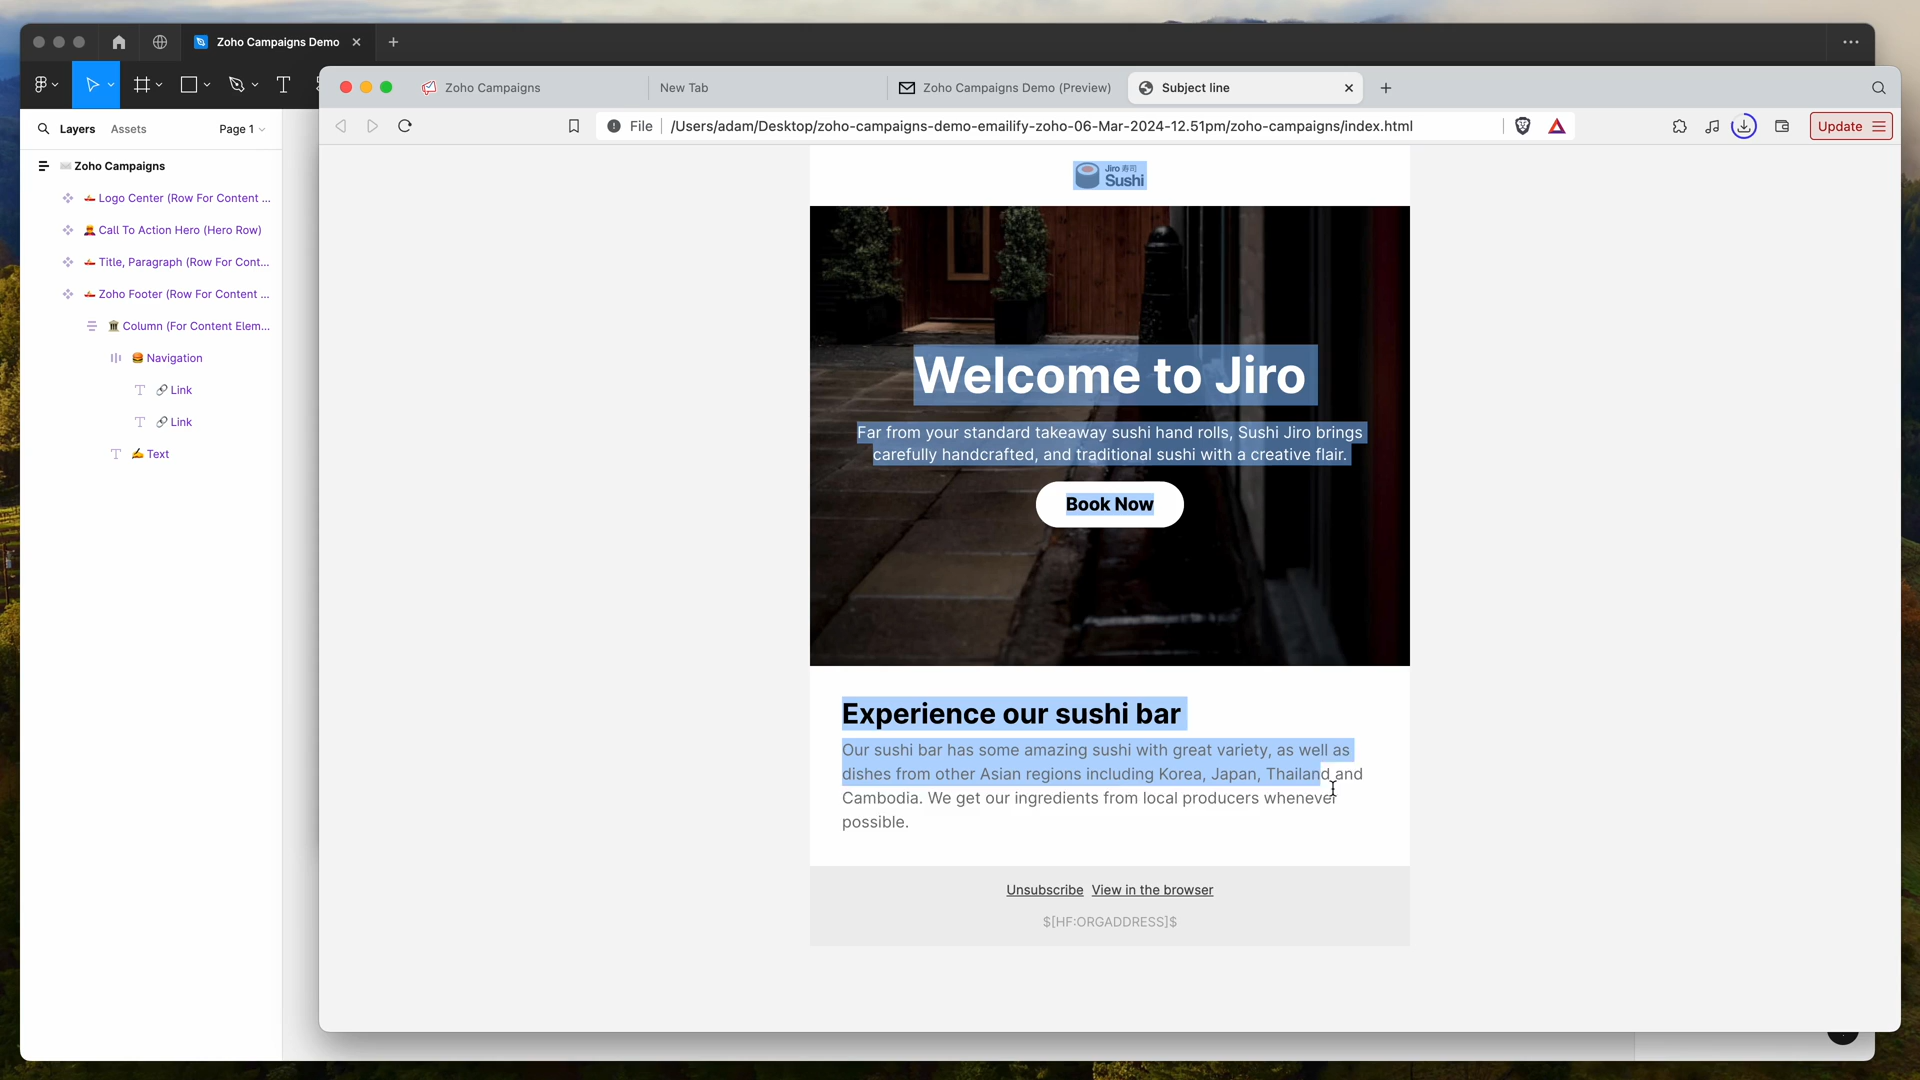 Zoho Campaigns Demo
Layers
Assets
Page 1
Zoho Campaigns
Logo Center (Row For Content ...
Call To Action Hero (Hero Row)
Title, Paragraph (Row For Cont...
Zoho Footer (Row For Content ...
Column (For Content Elem...
Navigation
Link
Link
Text
Zoho Campaigns
New Tab
Zoho Campaigns Demo (Preview)
Subject line
File
/Users/adam/Desktop/zoho-campaigns-demo-emailify-zoho-06-Mar-2024-12.51pm/zoho-campaigns/index.html
Update
Jiro 寿司
Sushi
Welcome to Jiro
Far from your standard takeaway sushi hand rolls, Sushi Jiro brings
carefully handcrafted, and traditional sushi with a creative flair.
Book Now
Experience our sushi bar
Our sushi bar has some amazing sushi with great variety, as well as
dishes from other Asian regions including Korea, Japan, Thailand and
Cambodia. We get our ingredients from local producers whenever
possible.
Unsubscribe View in the browser
$[HF:ORGADDRESS]$